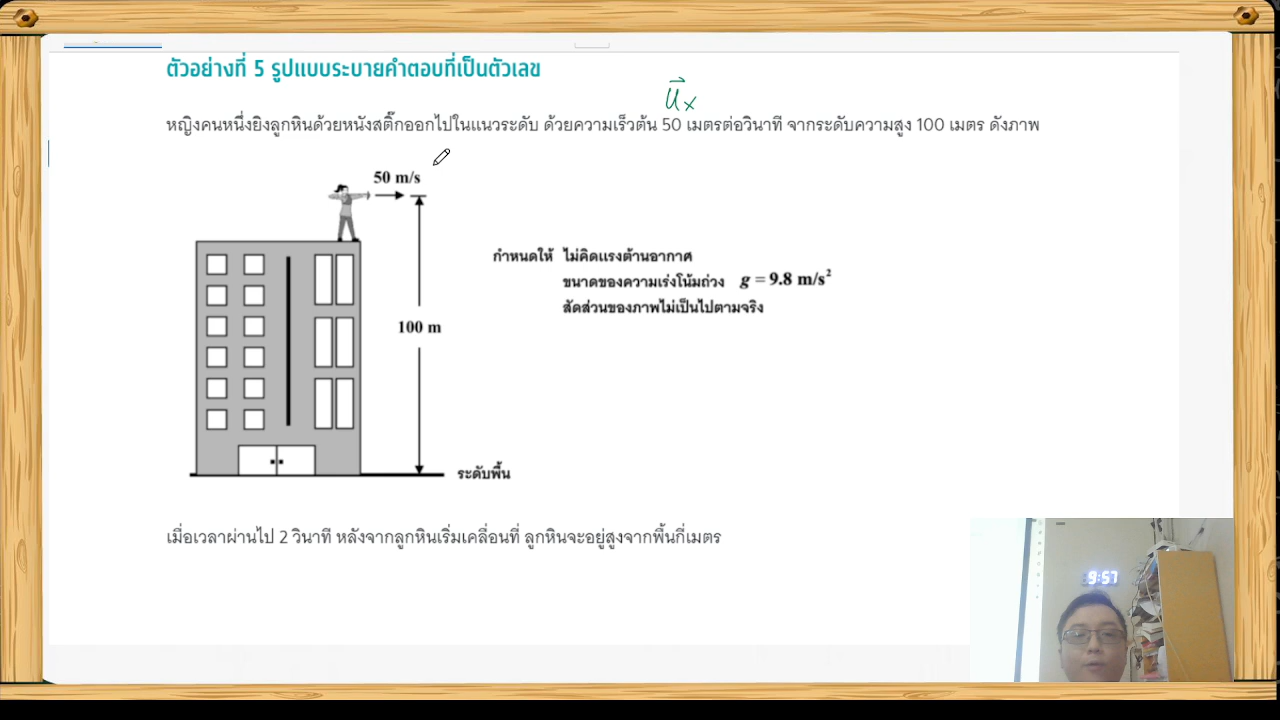 ตัวอย่างที่ 5 รูปแบบระบายคำตอบที่เป็นตัวเลข
u⃗x
หญิงคนหนึ่งยิงลูกหินด้วยหนังสติ๊กออกไปในแนวระดับ ด้วยความเร็วต้น 50 เมตรต่อวินาที จากระดับความสูง 100 เมตร ดังภาพ
50 m/s
กำหนดให้ ไม่คิดแรงต้านอากาศ
ขนาดของความเร่งโน้มถ่วง g = 9.8 m/s²
สัดส่วนของภาพไม่เป็นไปตามจริง
100 m
ระดับพื้น
เมื่อเวลาผ่านไป 2 วินาที หลังจากลูกหินเริ่มเคลื่อนที่ ลูกหินจะอยู่สูงจากพื้นกี่เมตร
9:57